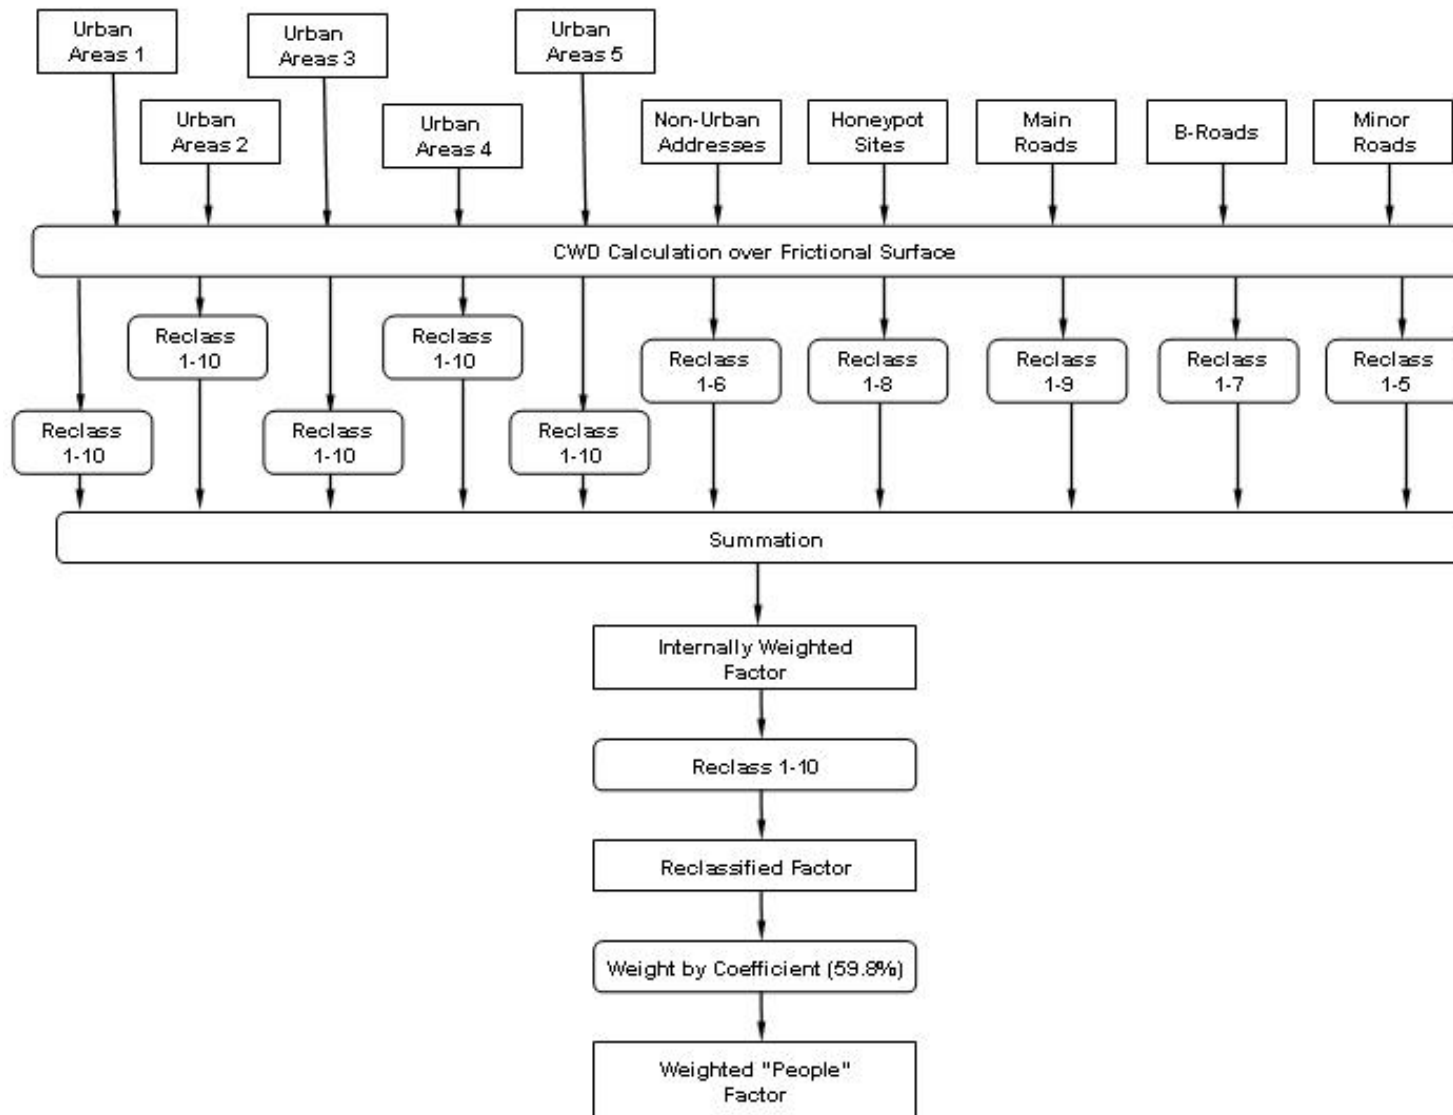 Urban
Areas 1
Urban
Areas 3
Urban
Areas 5
Urban
Areas 2
Urban
Areas 4
Non-Urban
Addresses
Honeypot
Sites
Main
Roads
B-Roads
Minor
Roads
CWD Calculation over Frictional Surface
Reclass
1-10
Reclass
1-10
Reclass
1-6
Reclass
1-8
Reclass
1-9
Reclass
1-7
Reclass
1-5
Reclass
1-10
Reclass
1-10
Reclass
1-10
Summation
Internally Weighted
Factor
Reclass 1-10
Reclassified Factor
Weight by Coefficient (59.8%)
Weighted "People"
Factor